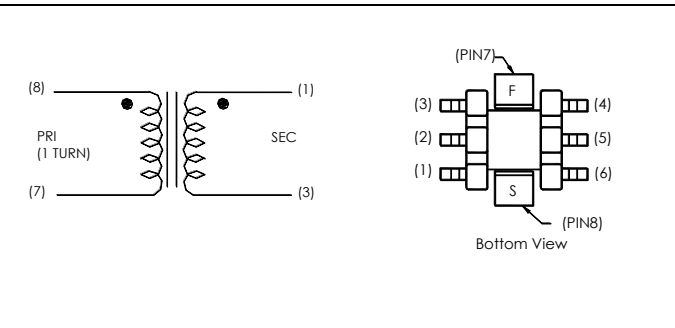 (8)
(1)
PRI
(1 TURN)
SEC
(7)
(3)
(PIN7)
F
(3)
(4)
(2)
(5)
(1)
(6)
S
(PIN8)
Bottom View